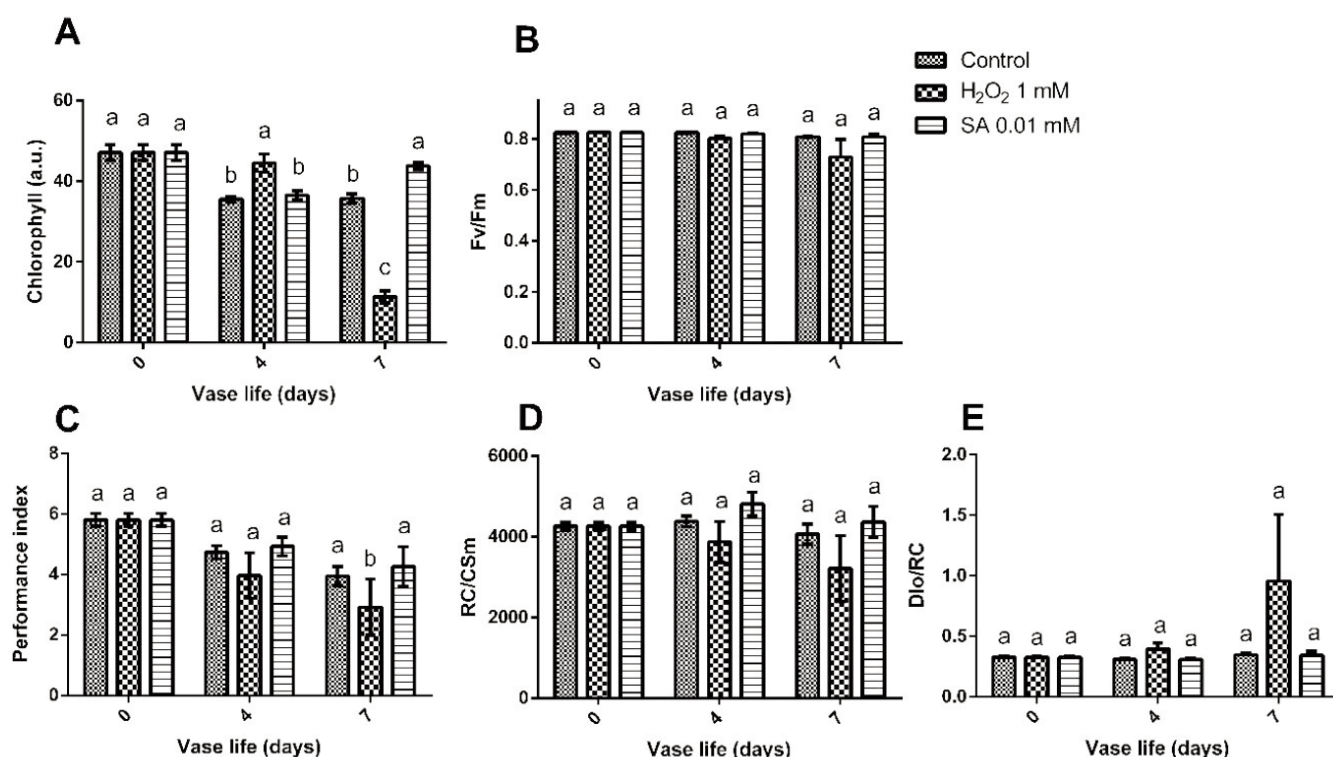 A
60
40
20
0
Chlorophyll (a.u.)
a a a
b a b
b c a
0 4 7
Vase life (days)
B
0.8
0.6
0.4
0.2
0.0
Fv/Fm
a a a
a a a
a a a
0 4 7
Vase life (days)
Control
H₂O₂ 1 mM
SA 0.01 mM
C
8
6
4
2
0
Performance index
a a a
a a a
a b a
0 4 7
Vase life (days)
D
6000
4000
2000
0
RC/CSm
a a a
a a a
a a a
0 4 7
Vase life (days)
E
2.0
1.5
1.0
0.5
0.0
DIo/RC
a a a
a a a
a a a
0 4 7
Vase life (days)